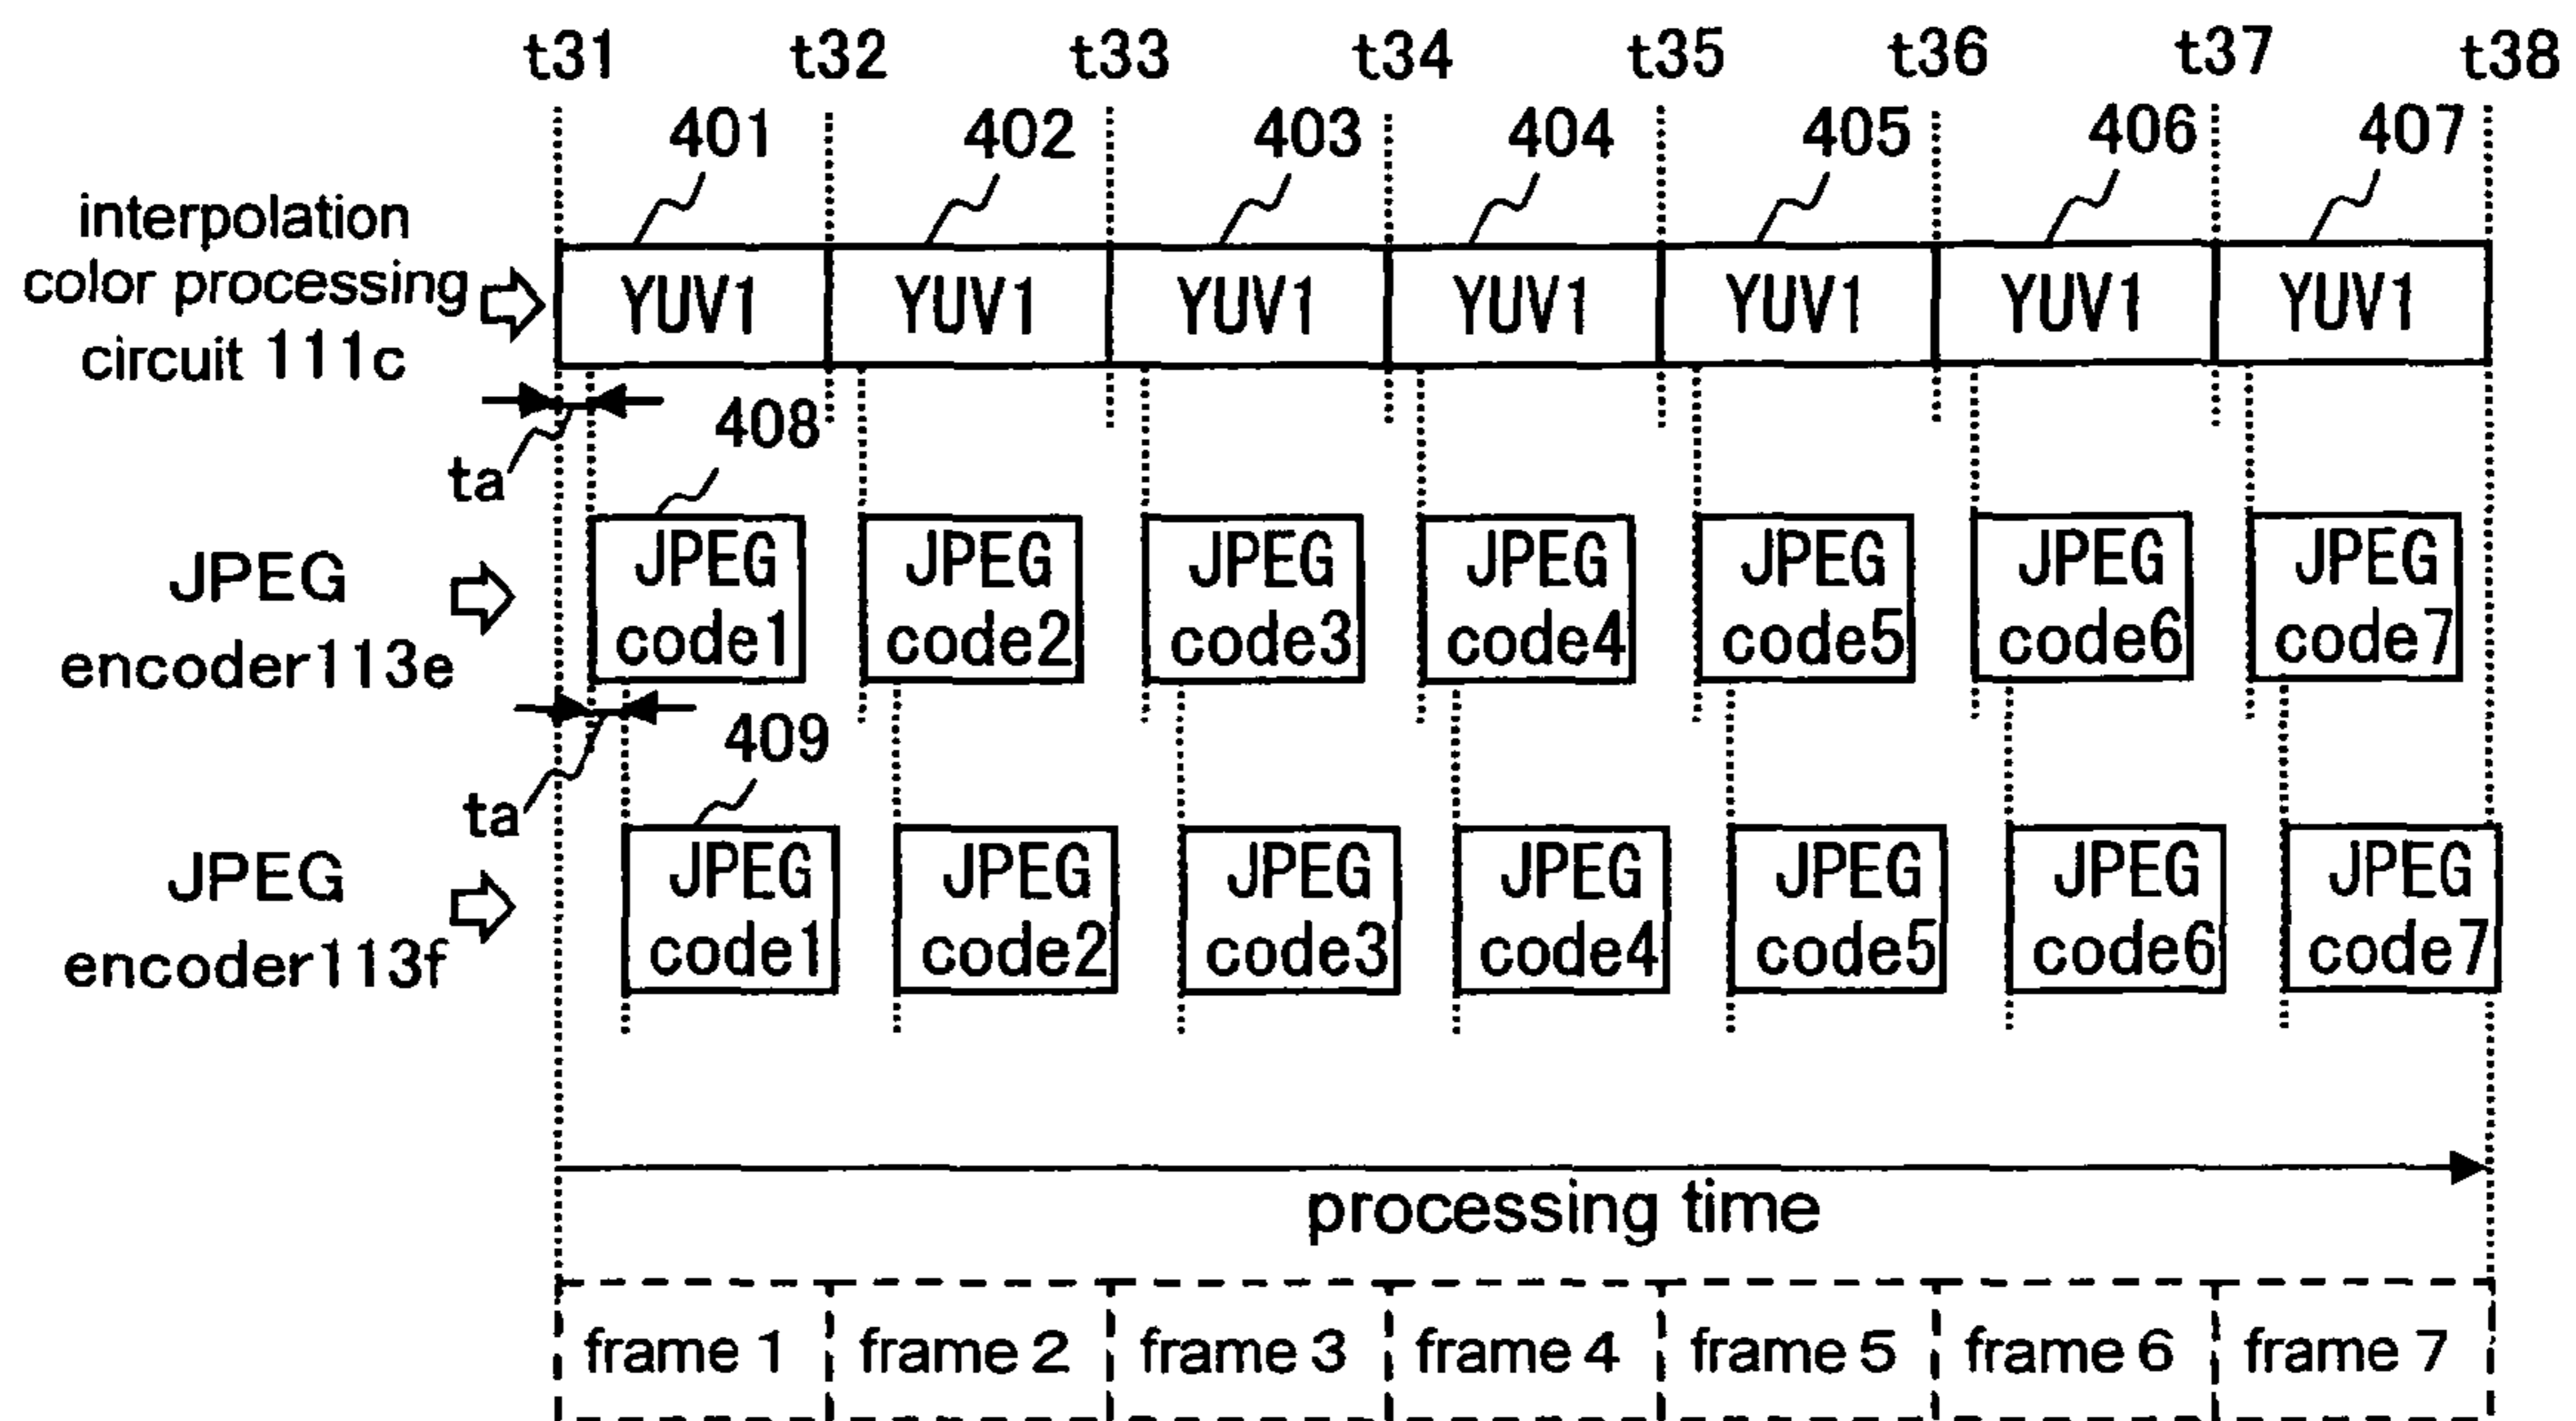 t31 t32 t33 t34 t35 t36 t37 t38
401 402 403 404 405 406 407
interpolation
color processing
circuit 111c
YUV1 YUV1 YUV1 YUV1 YUV1 YUV1 YUV1
ta
408
JPEG
encoder113e
JPEG JPEG JPEG JPEG JPEG JPEG JPEG
code1 code2 code3 code4 code5 code6 code7
ta
409
JPEG
encoder113f
JPEG JPEG JPEG JPEG JPEG JPEG JPEG
code1 code2 code3 code4 code5 code6 code7
processing time
frame 1 frame 2 frame 3 frame 4 frame 5 frame 6 frame 7